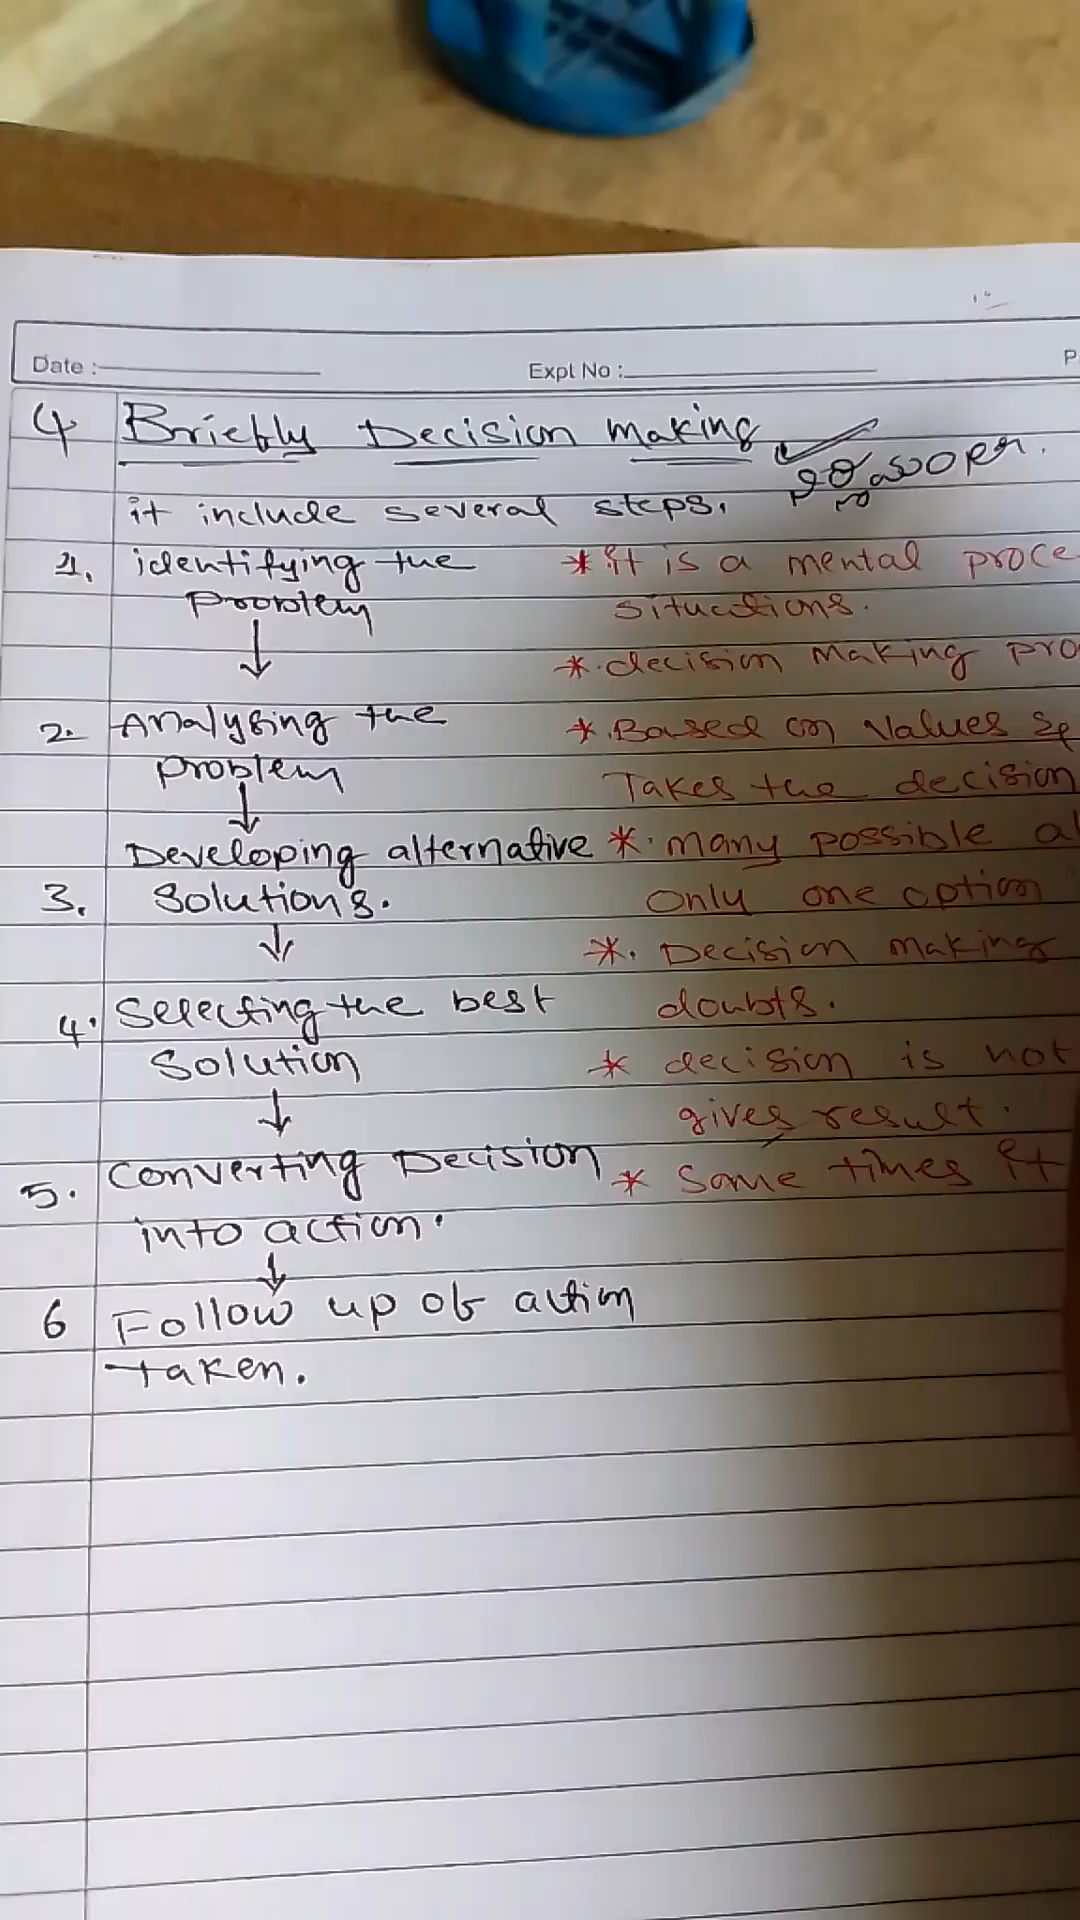 Date :
Expl No :
P
4 Briefly Decision making
it include several steps.
1. identifying the
problem
* it is a mental proce
situations.
* decision making pro
2. Analysing the
problem
* Based on values
Takes the decision
Developing alternative
3. Solutions.
* many possible al
Only one option
* Decision making
doubts.
4. Selecting the best
Solution
* decision is not
gives result.
5. Converting Decision
into action.
* Some times it
6 Follow up of action
taken.